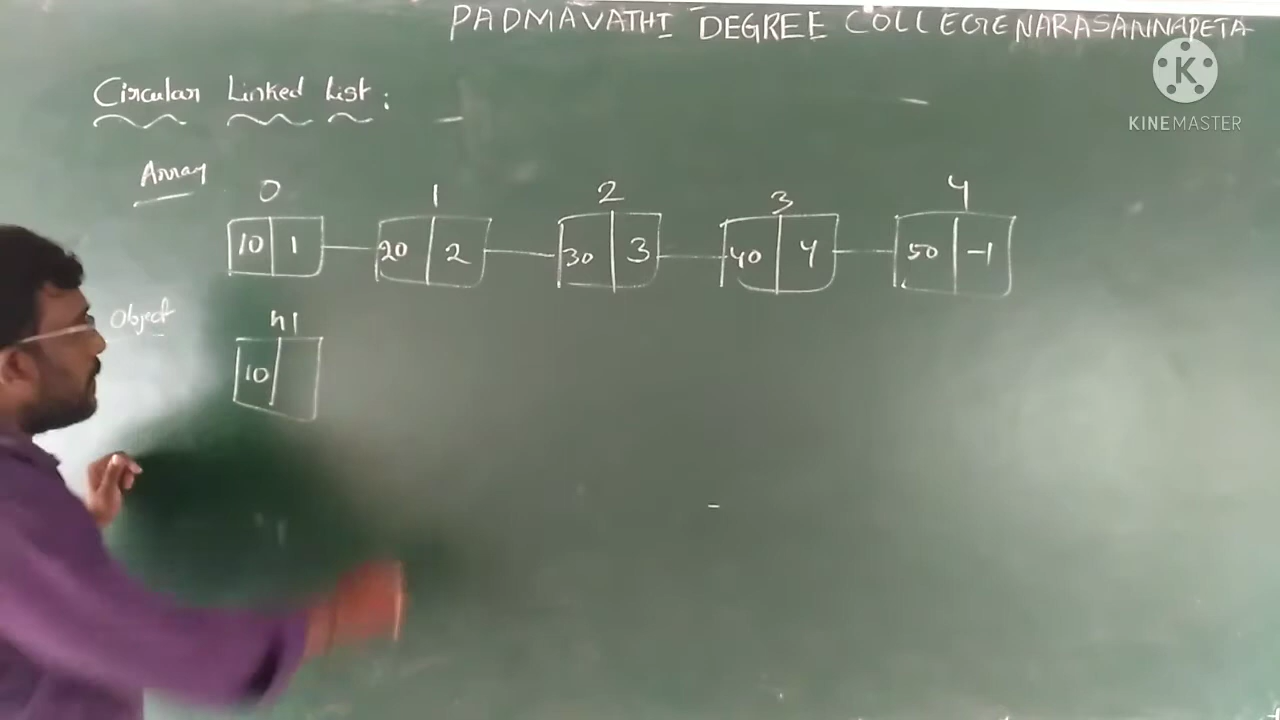 PADMAVATHI DEGREE COLLEGE NARASANNAPETA
K
KINEMASTER
Circular Linked List:
Array
0 1 2 3 4
10 1 20 2 30 3 40 4 50 -1
Object
10